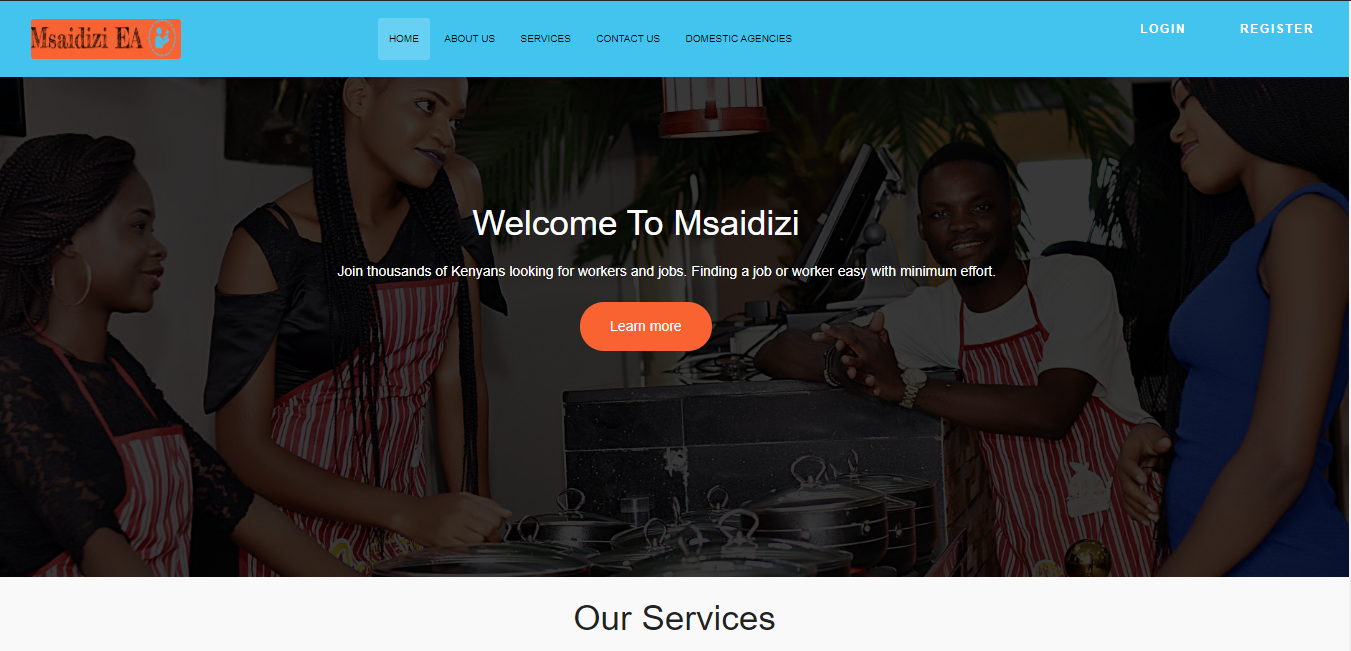 Msaidizi EA
HOME ABOUT US SERVICES CONTACT US DOMESTIC AGENCIES
LOGIN REGISTER
Welcome To Msaidizi
Join thousands of Kenyans looking for workers and jobs. Finding a job or worker easy with minimum effort.
Learn more
Our Services